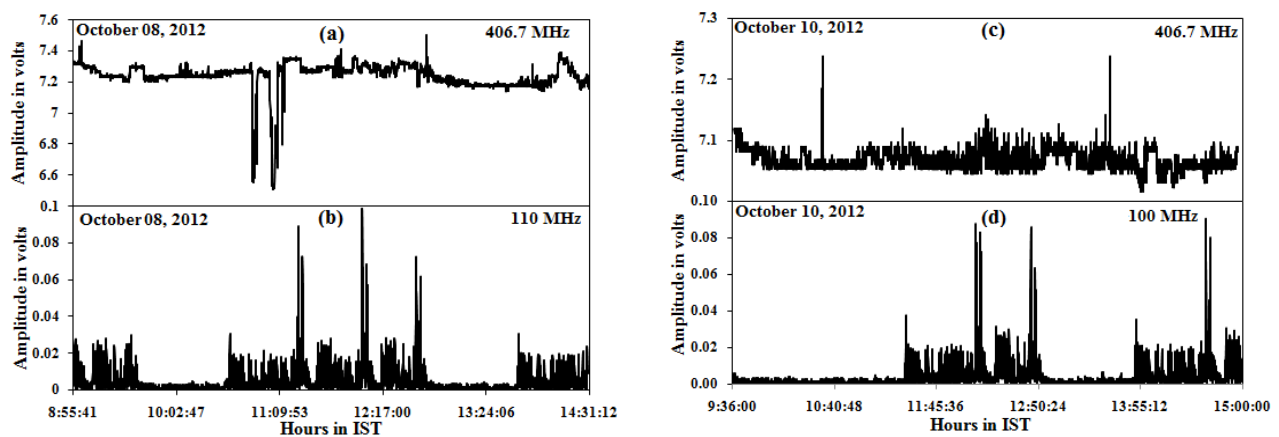 October 08, 2012 (a) 406.7 MHz
Amplitude in volts
7.6
7.4
7.2
7
6.8
6.6
October 08, 2012 (b) 110 MHz
Amplitude in volts
0.1
0.08
0.06
0.04
0.02
0
8:55:41 10:02:47 11:09:53 12:17:00 13:24:06 14:31:12
Hours in IST
October 10, 2012 (c) 406.7 MHz
Amplitude in volts
7.3
7.2
7.1
October 10, 2012 (d) 100 MHz
Amplitude in volts
0.10
0.08
0.06
0.04
0.02
0.00
9:36:00 10:40:48 11:45:36 12:50:24 13:55:12 15:00:00
Hours in IST